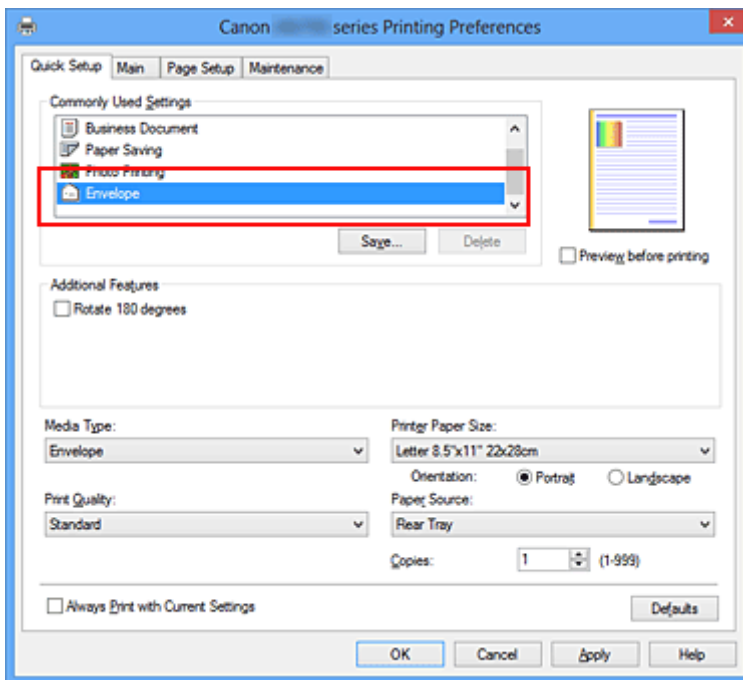 Canon series Printing Preferences
Quick Setup Main Page Setup Maintenance
Commonly Used Settings
Business Document
Paper Saving
Photo Printing
Envelope
Save... Delete
Preview before printing
Additional Features
Rotate 180 degrees
Media Type: Printer Paper Size:
Envelope Letter 8.5"x11" 22x28cm
Orientation: Portrait Landscape
Print Quality: Paper Source:
Standard Rear Tray
Copies: 1 (1-999)
Always Print with Current Settings Defaults
OK Cancel Apply Help